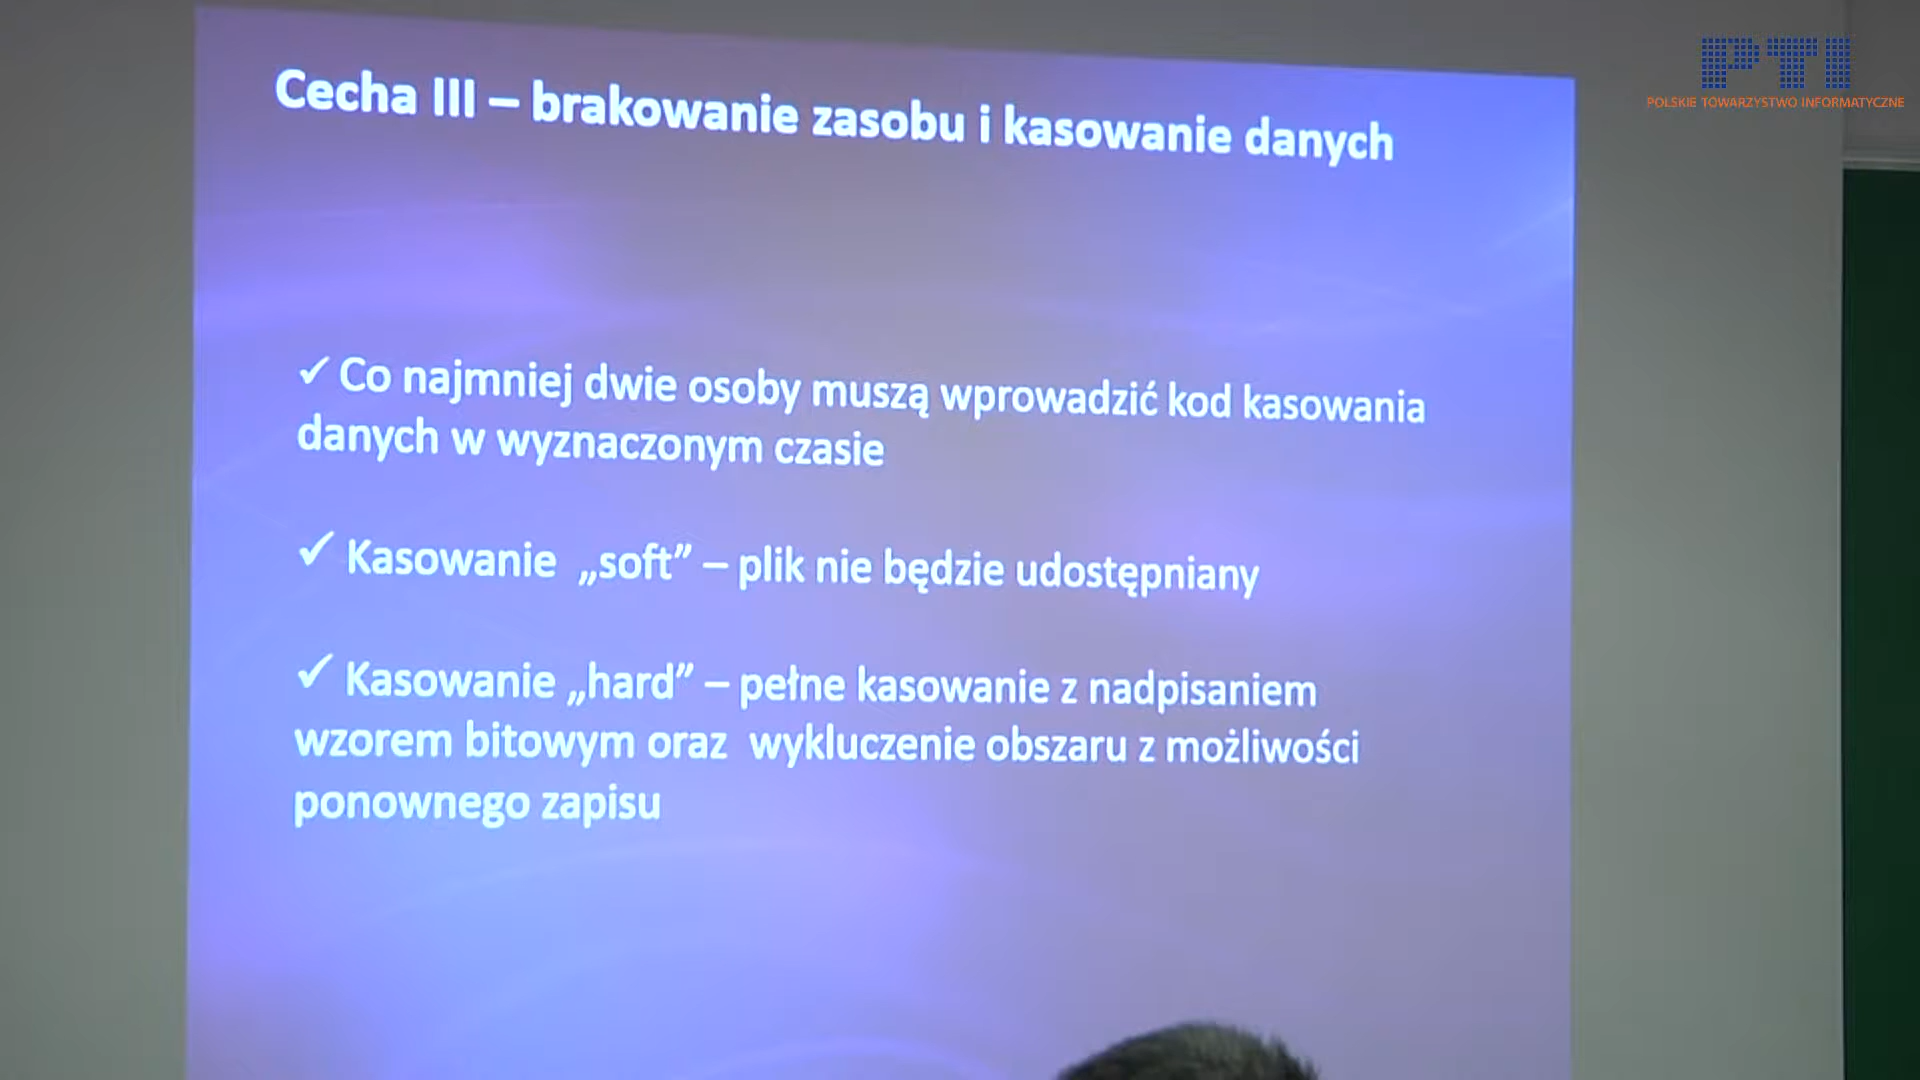 PTI
POLSKIE TOWARZYSTWO INFORMATYCZNE
Cecha III – brakowanie zasobu i kasowanie danych
✓ Co najmniej dwie osoby muszą wprowadzić kod kasowania
danych w wyznaczonym czasie
✓ Kasowanie „soft” – plik nie będzie udostępniany
✓ Kasowanie „hard” – pełne kasowanie z nadpisaniem
wzorem bitowym oraz wykluczenie obszaru z możliwości
ponownego zapisu